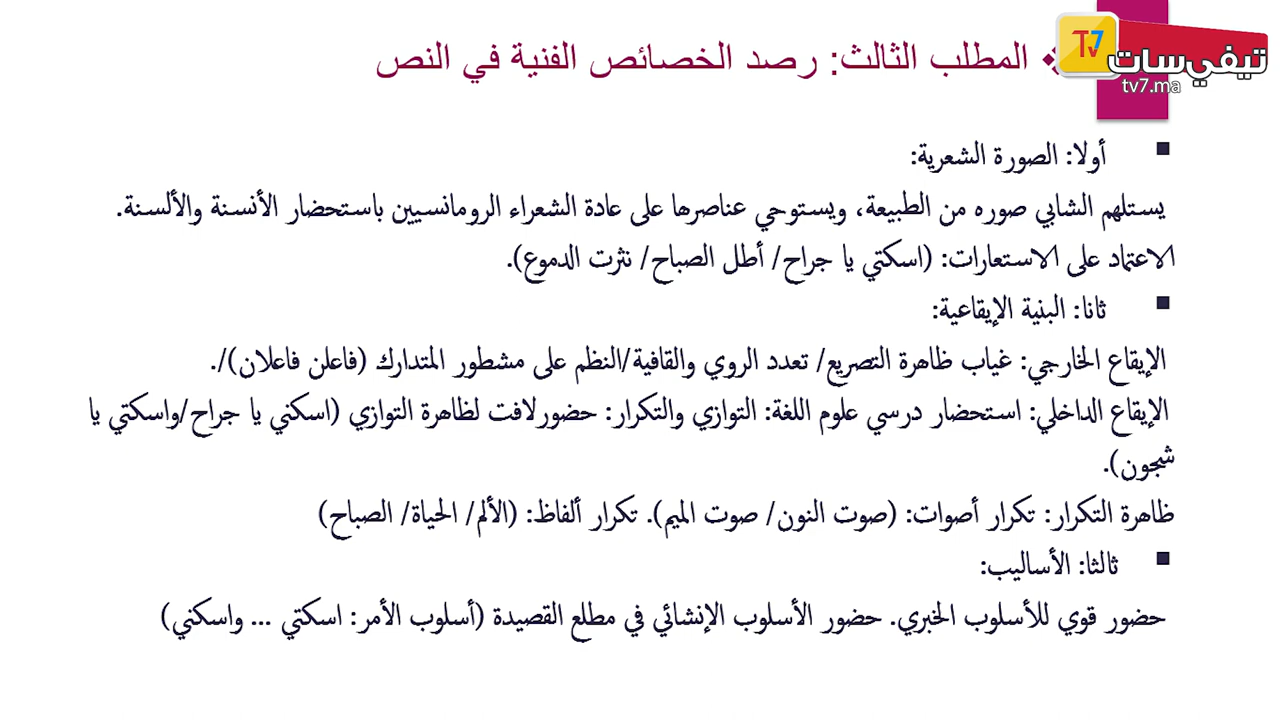 المطلب الثالث: رصد الخصائص الفنية في النص
تيفي سات
TV7
tv7.ma
أولا: الصورة الشعرية:
يستلهم الشابي صوره من الطبيعة، ويستوحي عناصرها على عادة الشعراء الرومانسيين باستحضار الأنسنة والألسنة.
الاعتماد على الاستعارات: (اسكتي يا جراح/ أطل الصباح/ نثرت الدموع).
ثانا: البنية الإيقاعية:
الإيقاع الخارجي: غياب ظاهرة التصريع/ تعدد الروي والقافية/النظم على مشطور المتدارك (فاعلن فاعلان)/.
الإيقاع الداخلي: استحضار درسي علوم اللغة: التوازي والتكرار: حضورلافت لظاهرة التوازي (اسكني يا جراح/واسكتي يا
شجون).
ظاهرة التكرار: تكرار أصوات: (صوت النون/ صوت الميم). تكرار ألفاظ: (الألم/ الحياة/ الصباح)
ثالثا: الأساليب:
حضور قوي للأسلوب الخبري. حضور الأسلوب الإنشائي في مطلع القصيدة (أسلوب الأمر: اسكتي ... واسكني)